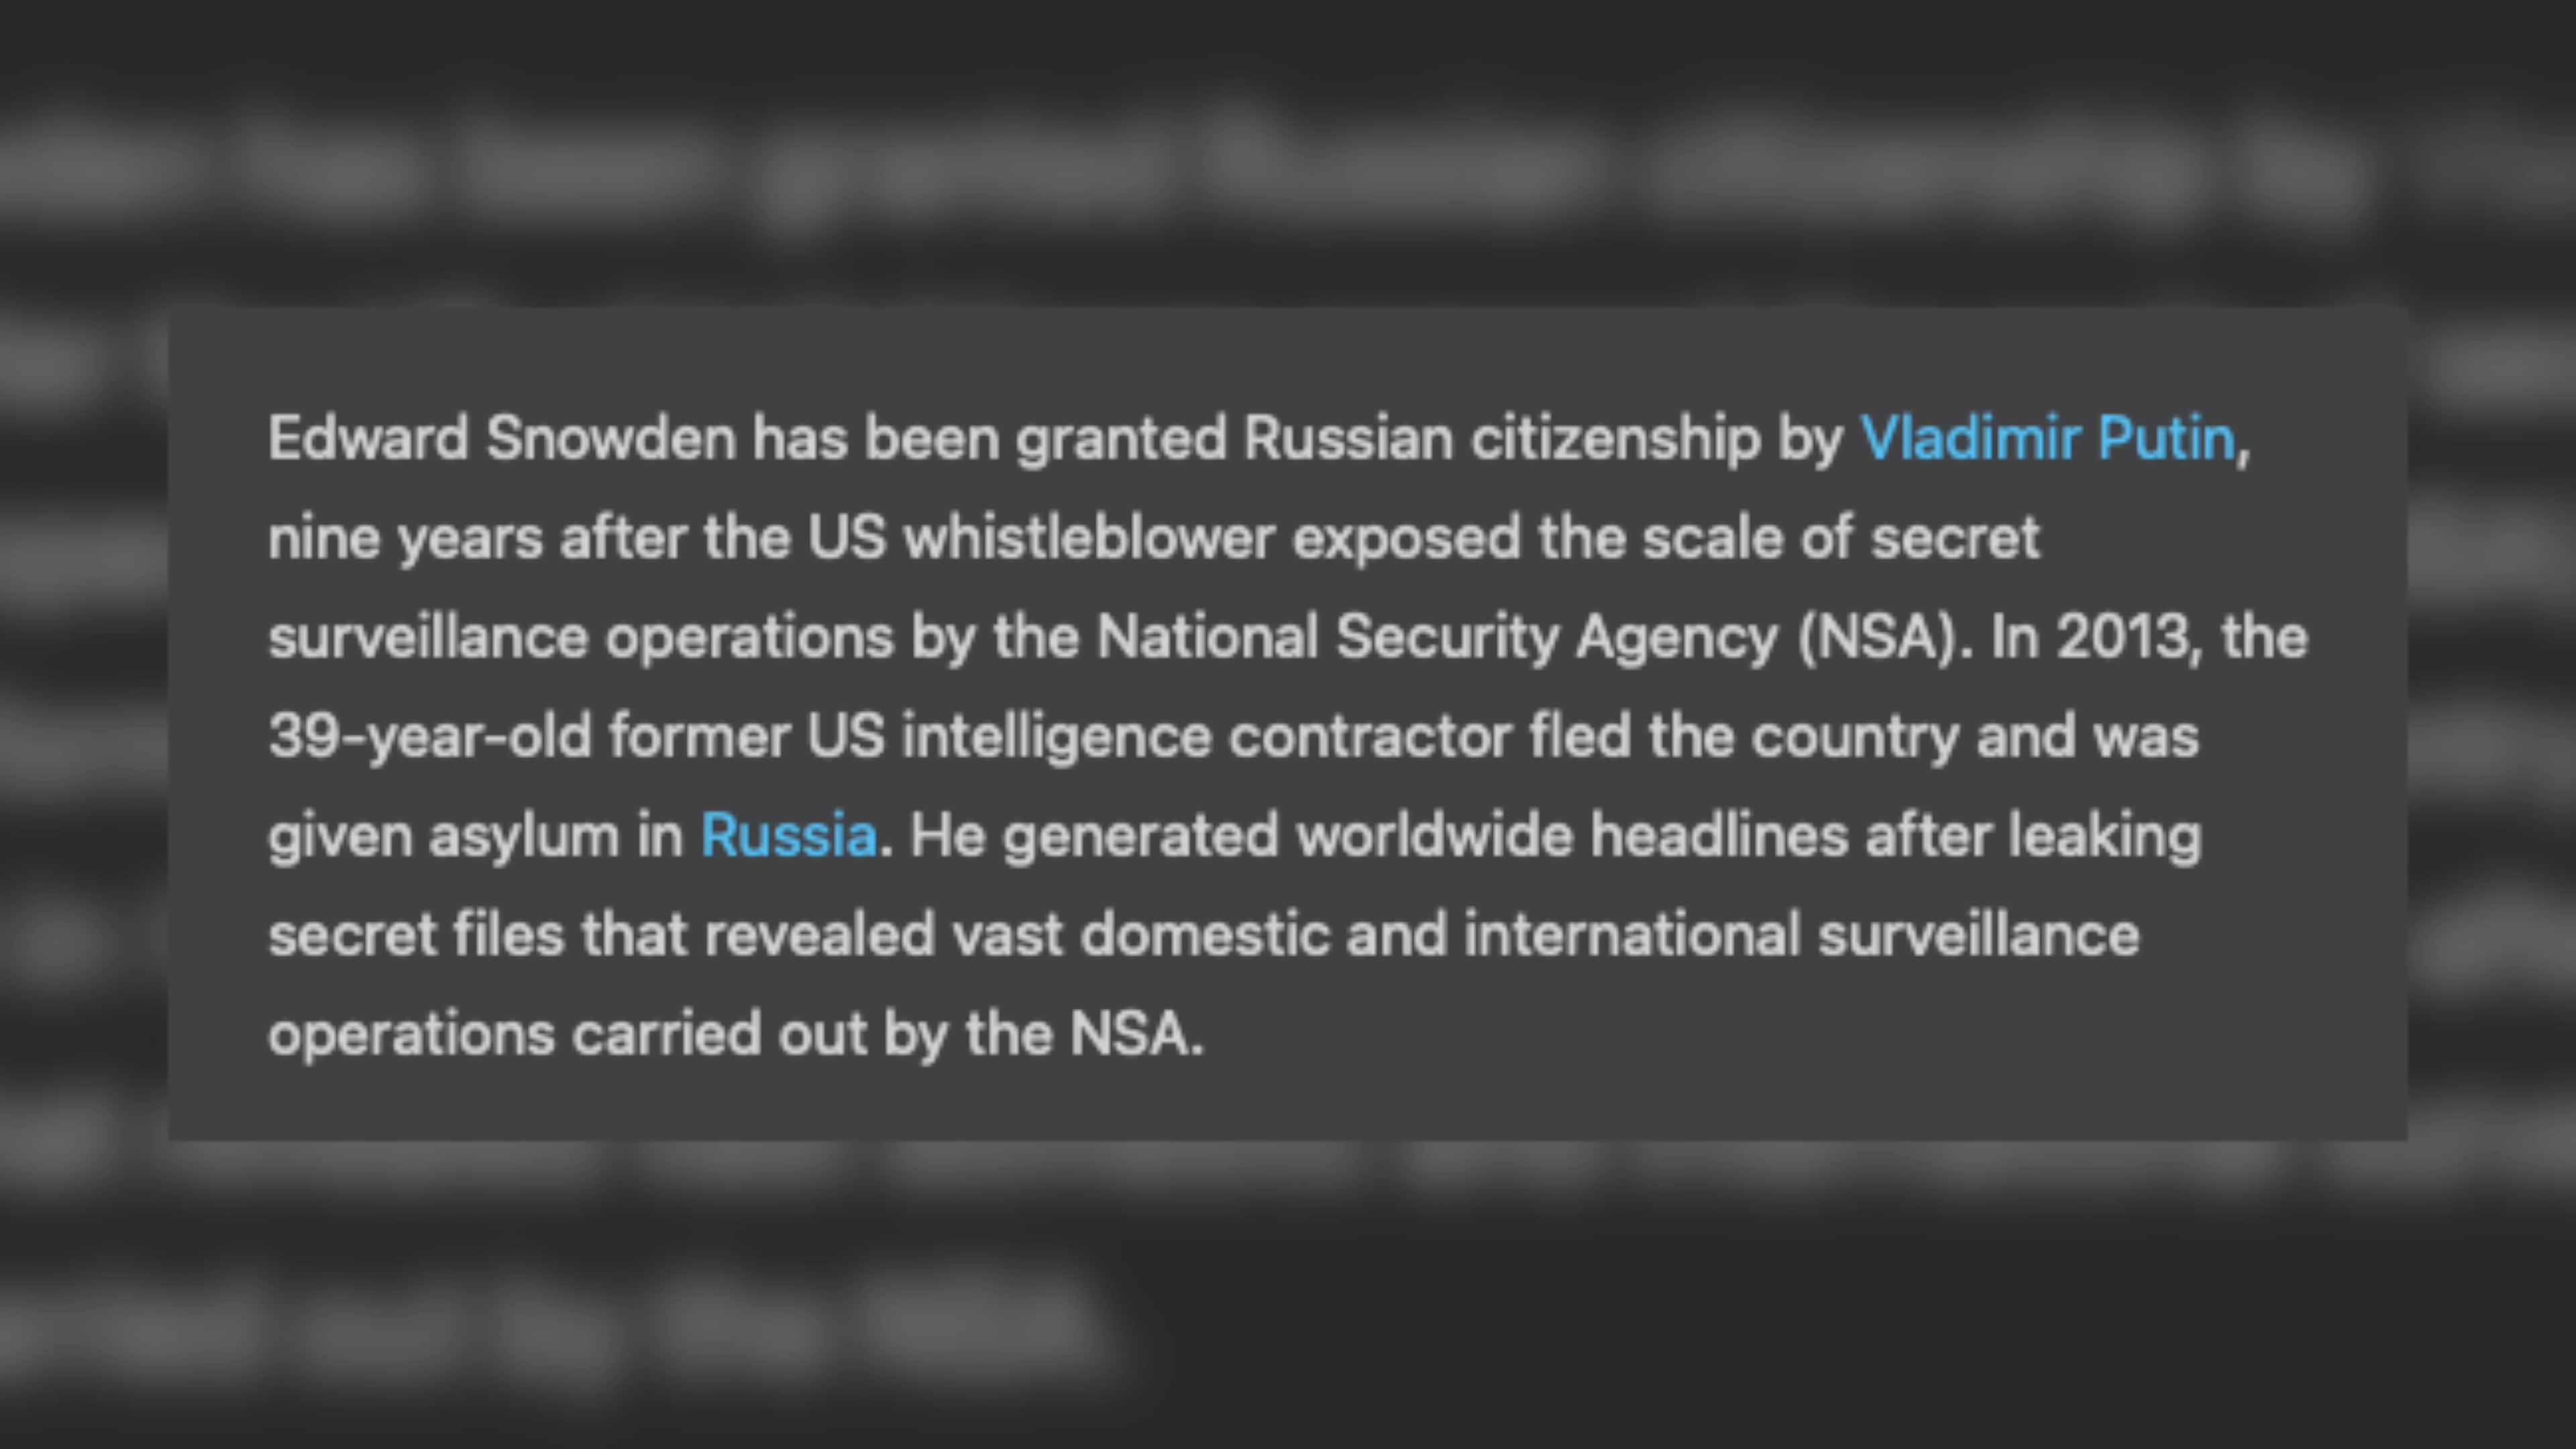 Edward Snowden has been granted Russian citizenship by Vladimir Putin,
nine years after the US whistleblower exposed the scale of secret
surveillance operations by the National Security Agency (NSA). In 2013, the
39-year-old former US intelligence contractor fled the country and was
given asylum in Russia. He generated worldwide headlines after leaking
secret files that revealed vast domestic and international surveillance
operations carried out by the NSA.